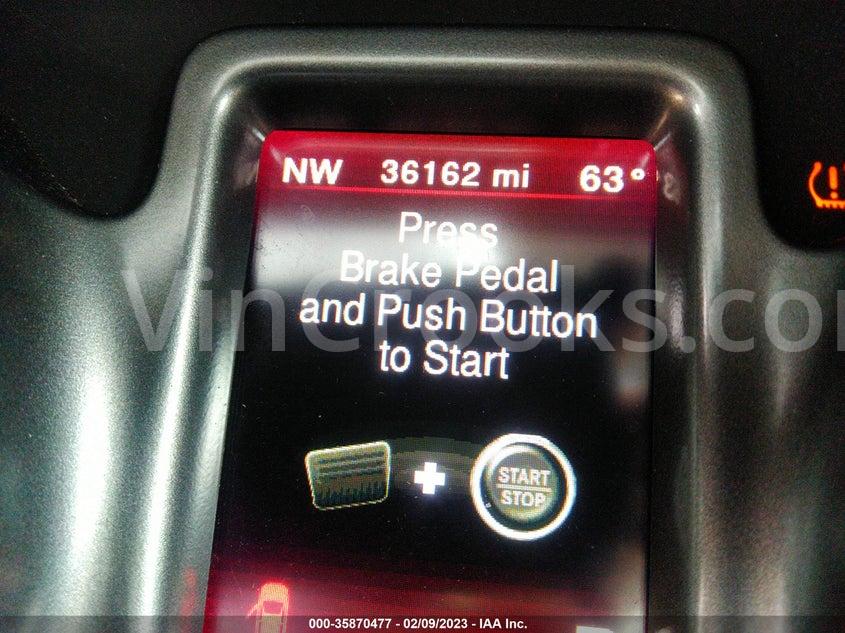 NW 36162 mi 63°
Press
Brake Pedal
and Push Button
to Start
START
STOP
VinCrooks.com
000-35870477 - 02/09/2023 - IAA Inc.